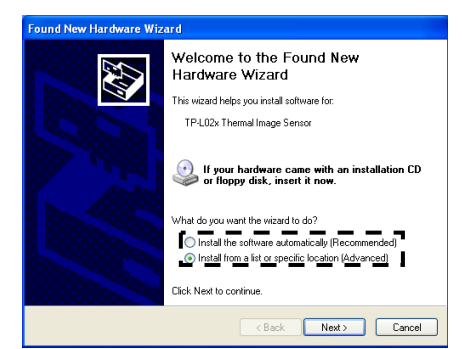 Found New Hardware Wizard
Welcome to the Found New
Hardware Wizard
This wizard helps you install software for:
TP-L02x Thermal Image Sensor
If your hardware came with an installation CD
or floppy disk, insert it now.
What do you want the wizard to do?
Install the software automatically (Recommended)
Install from a list or specific location (Advanced)
Click Next to continue.
< Back Next > Cancel